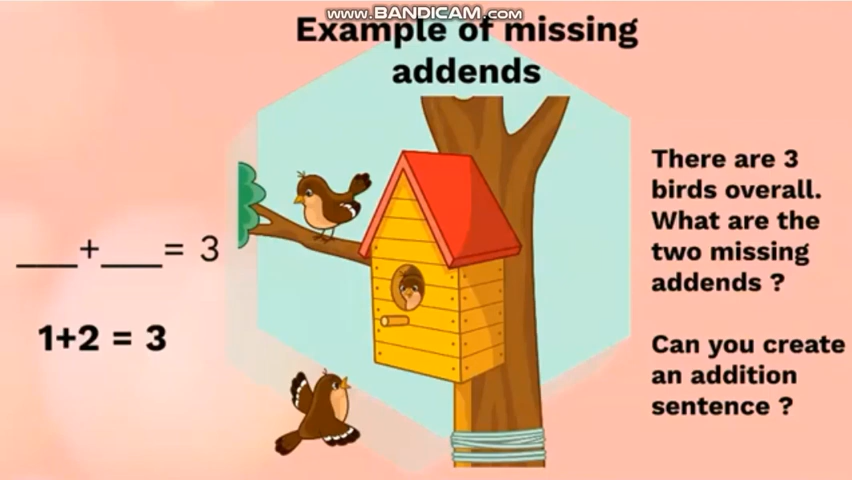 www.BANDICAM.com
Example of missing
addends
___+___= 3
1+2 = 3
There are 3
birds overall.
What are the
two missing
addends ?
Can you create
an addition
sentence ?